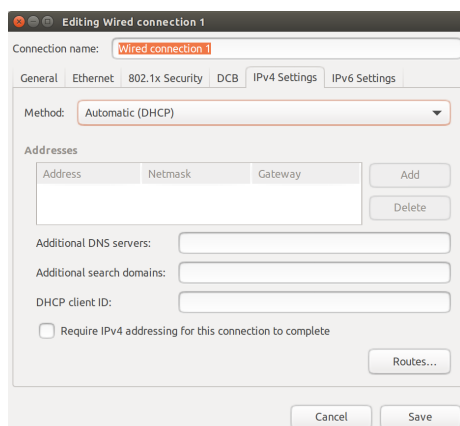 Editing Wired connection 1
Connection name: Wired connection 1
General Ethernet 802.1x Security DCB IPv4 Settings IPv6 Settings
Method: Automatic (DHCP)
Addresses
Address Netmask Gateway Add
Delete
Additional DNS servers:
Additional search domains:
DHCP client ID:
Require IPv4 addressing for this connection to complete
Routes...
Cancel Save